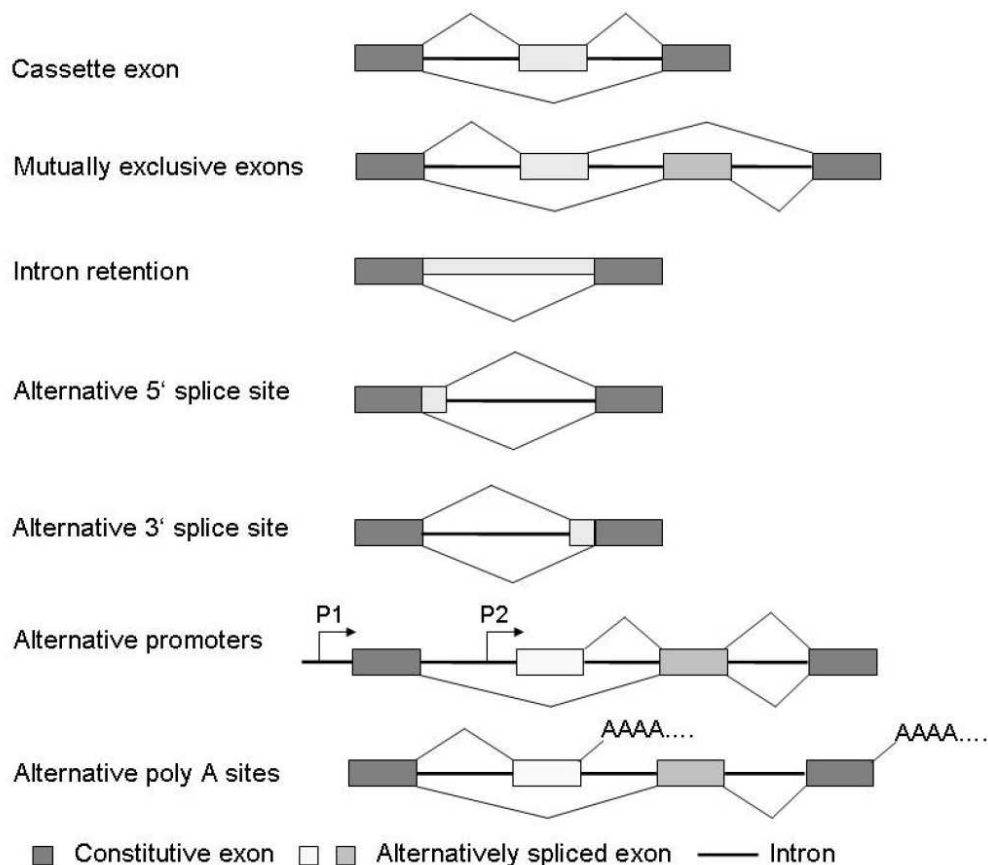 Cassette exon
Mutually exclusive exons
Intron retention
Alternative 5‘ splice site
Alternative 3‘ splice site
P1 P2
Alternative promoters
AAAA.... AAAA....
Alternative poly A sites
Constitutive exon Alternatively spliced exon Intron